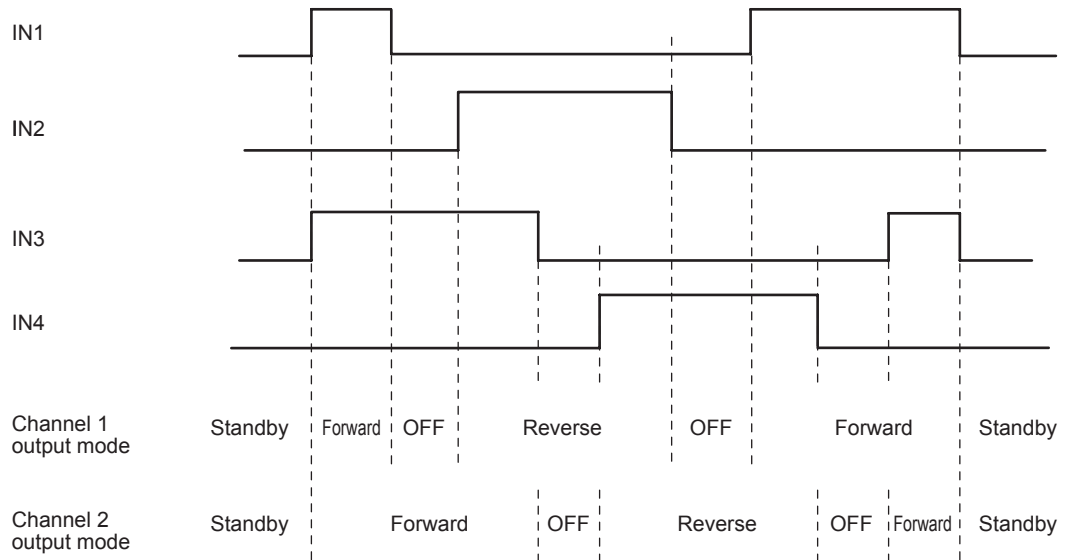 IN1
IN2
IN3
IN4
Channel 1
output mode
Standby Forward OFF Reverse OFF Forward Standby
Channel 2
output mode
Standby Forward OFF Reverse OFF Forward Standby